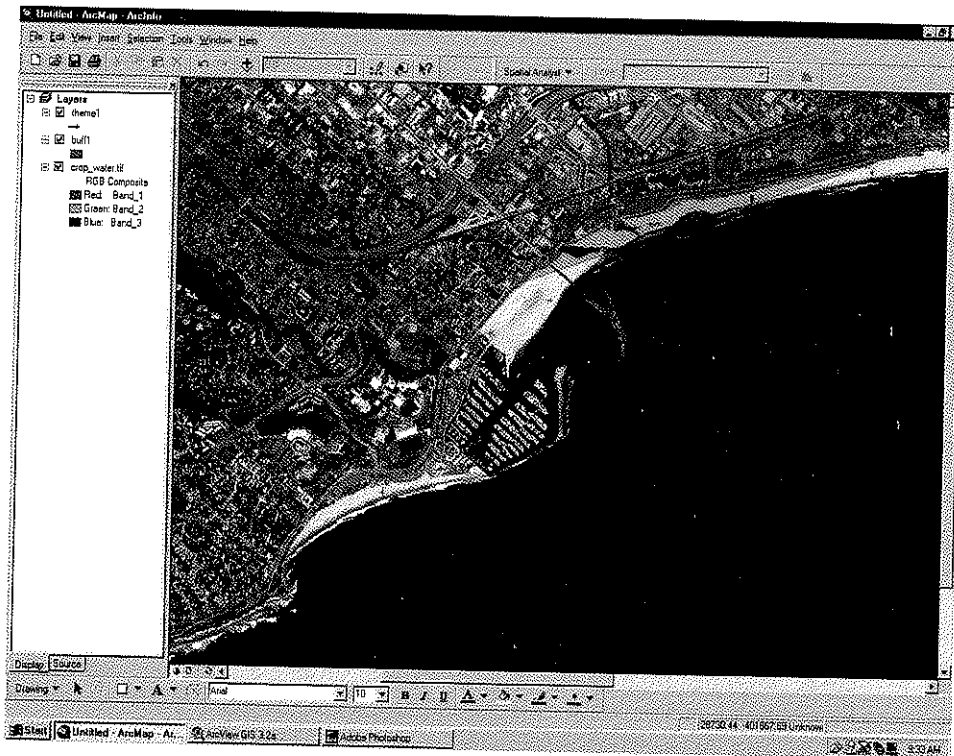 Untitled - ArcMap - ArcInfo
File Edit View Insert Selection Tools Window Help
Spatial Analyst
Layers
theme1
buff1
crop_water.tif
RGB Composite
Red: Band_1
Green: Band_2
Blue: Band_3
Display Source
Drawing A Arial 10 B I U A
Start Untitled - ArcMap - Ar... ArcView GIS 3.2a Adobe Photoshop